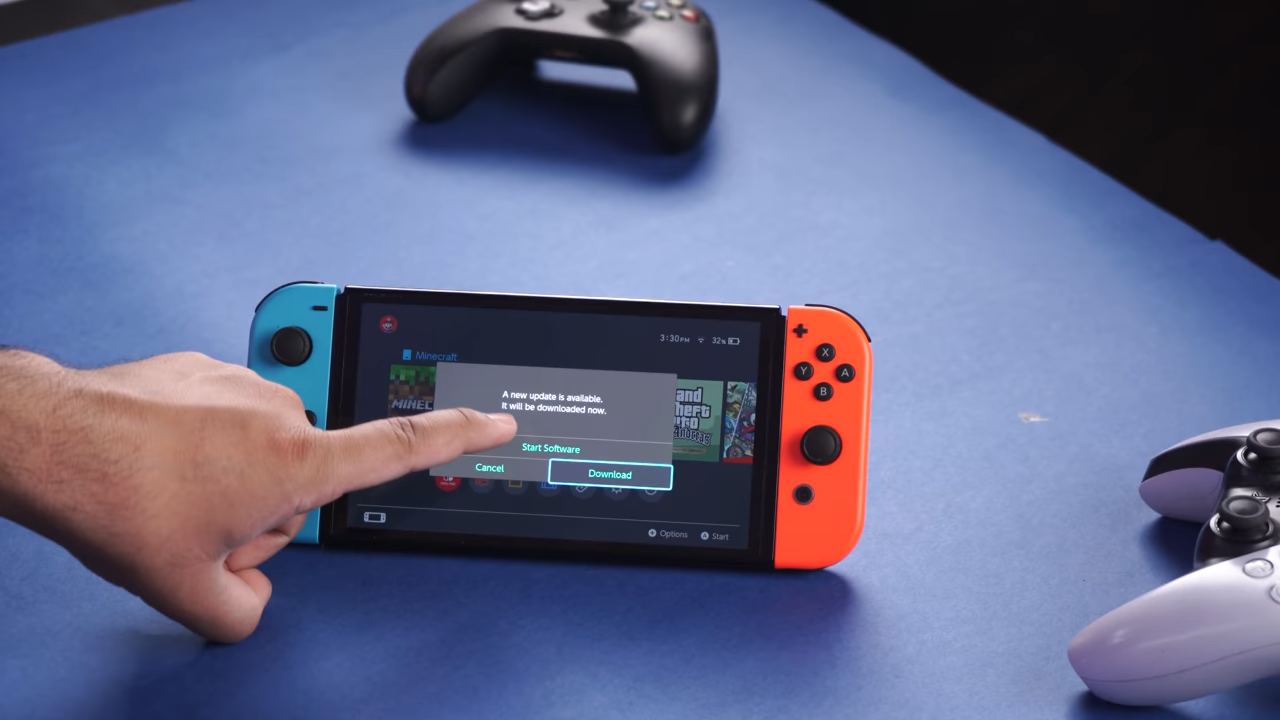 3:30PM 32%
Minecraft
MINEC
A new update is available.
It will be downloaded now.
Start Software
Cancel
Download
Options
A Start
X
Y
A
B